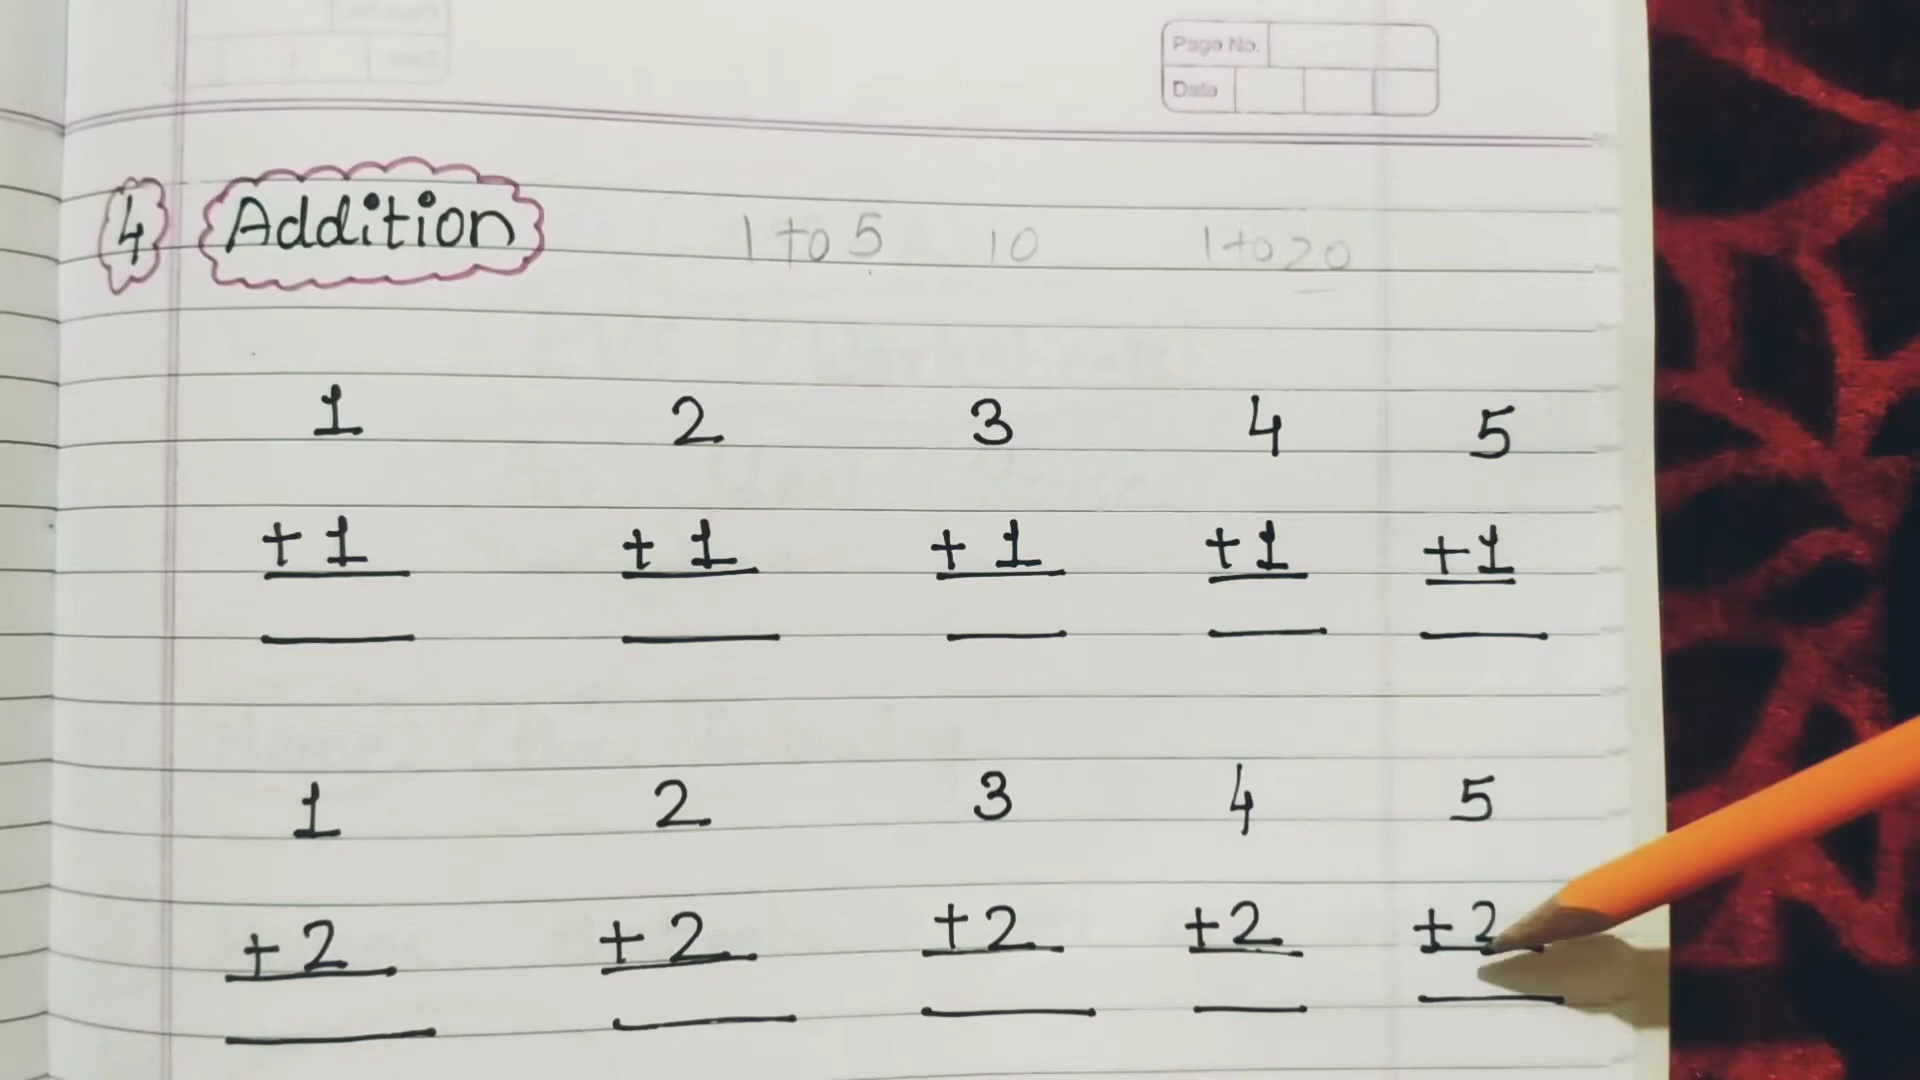 Page No.
Date
4 Addition 1 to 5 10 1 to 20
1 2 3 4 5
+1 +1 +1 +1 +1
1 2 3 4 5
+2 +2 +2 +2 +2